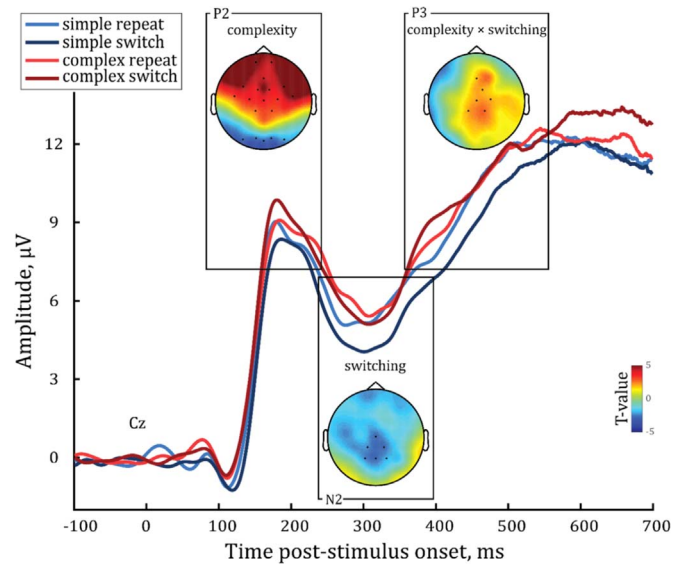 simple repeat
simple switch
complex repeat
complex switch
P2
complexity
P3
complexity × switching
12
9
6
3
0
Amplitude, µV
Cz
switching
N2
T-value
5
0
-5
-100
0
100
200
300
400
500
600
700
Time post-stimulus onset, ms